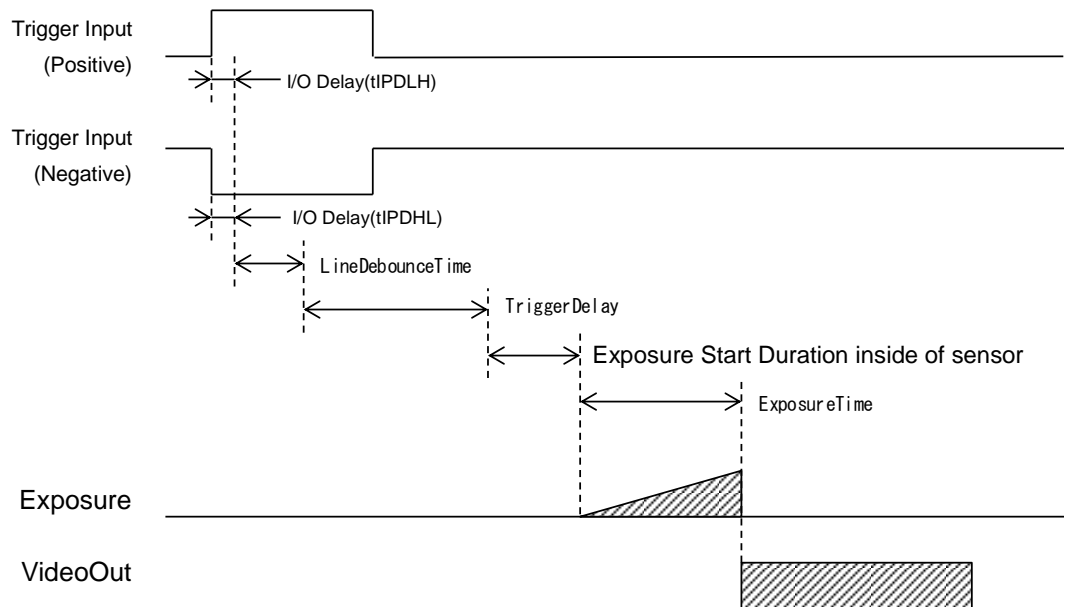 Trigger Input
(Positive)
I/O Delay(tIPDLH)
Trigger Input
(Negative)
I/O Delay(tIPDHL)
LineDebounceTime
TriggerDelay
Exposure Start Duration inside of sensor
ExposureTime
Exposure
VideoOut